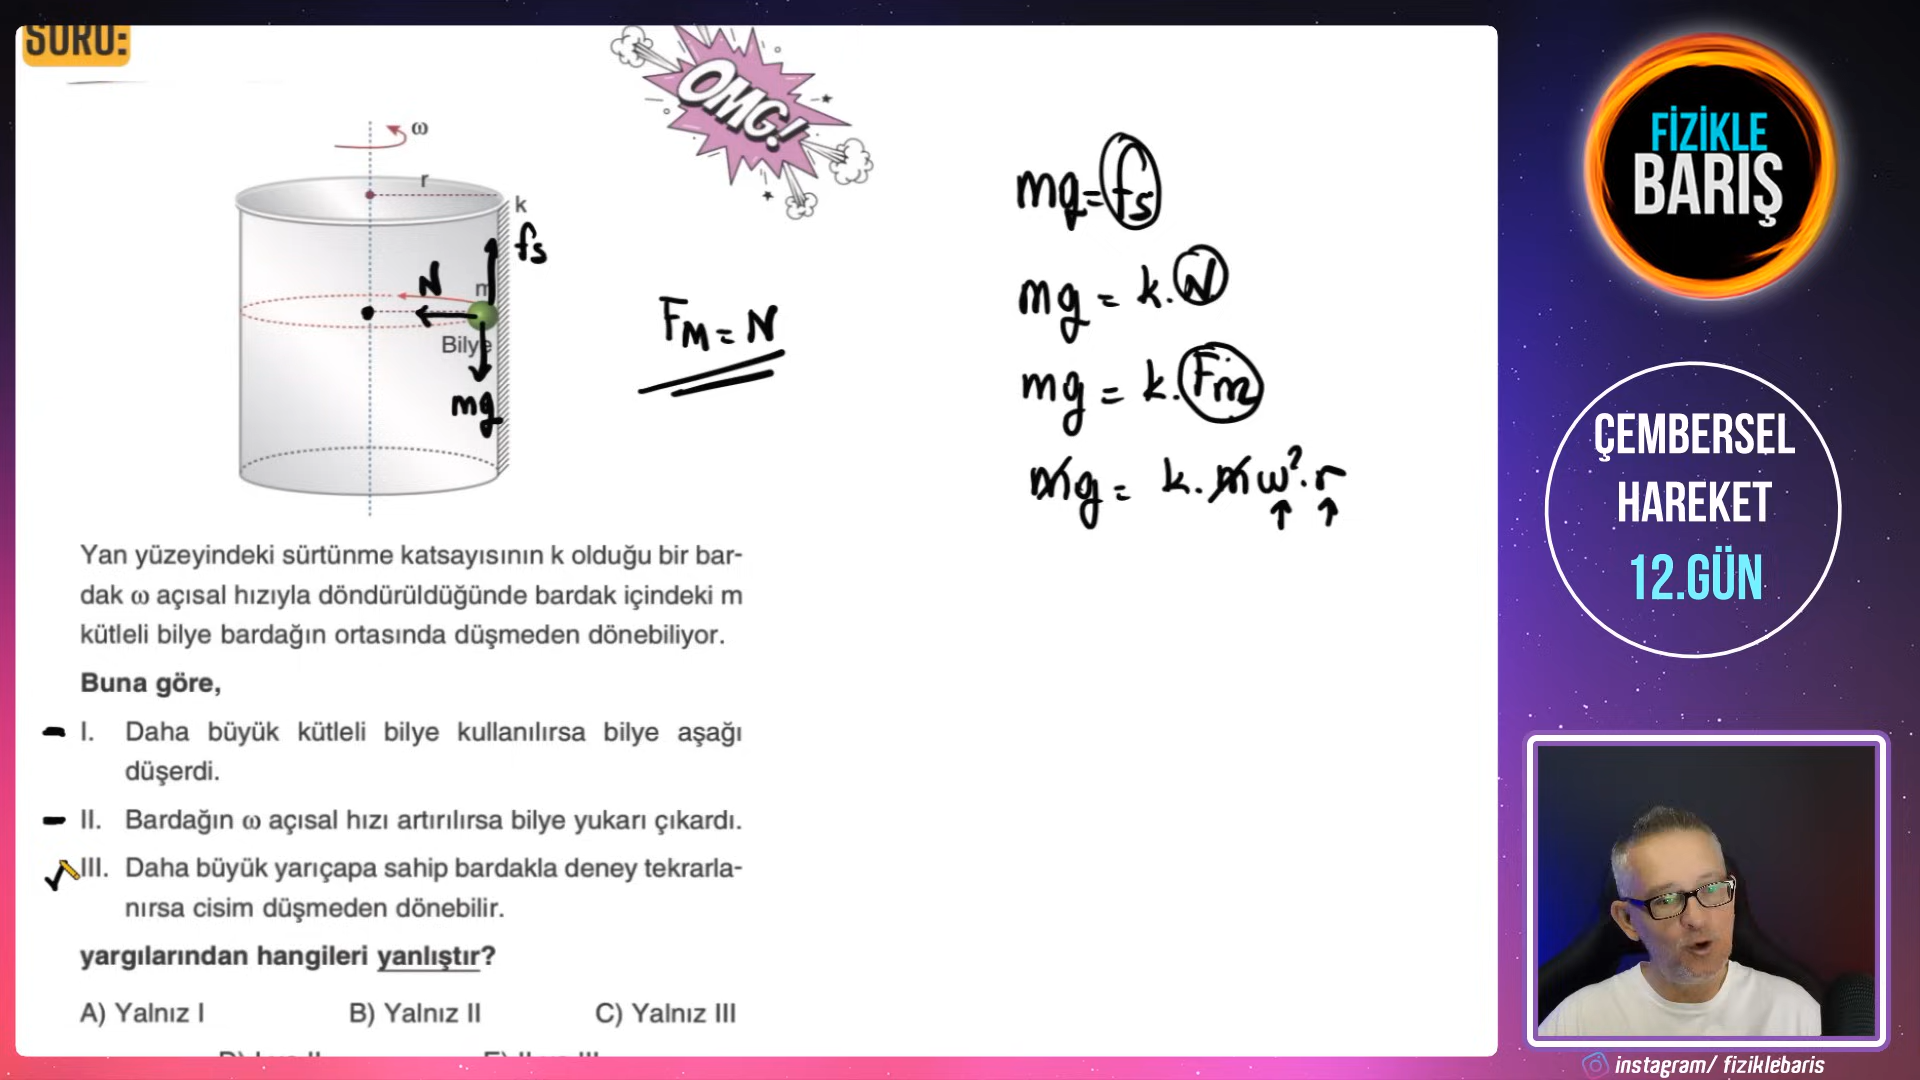 SORU:
OMG!
ω
r
k
fs
N
m
Bilye
mg
FM = N
mg = fs
mg = k.N
mg = k.Fm
mg = k.mω².r
Yan yüzeyindeki sürtünme katsayısının k olduğu bir bar-
dak ω açısal hızıyla döndürüldüğünde bardak içindeki m
kütleli bilye bardağın ortasında düşmeden dönebiliyor.
Buna göre,
I. Daha büyük kütleli bilye kullanılırsa bilye aşağı
düşerdi.
II. Bardağın ω açısal hızı artırılırsa bilye yukarı çıkardı.
III. Daha büyük yarıçapa sahip bardakla deney tekrarla-
nırsa cisim düşmeden dönebilir.
yargılarından hangileri yanlıştır?
A) Yalnız I B) Yalnız II C) Yalnız III
FİZİKLE
BARIŞ
ÇEMBERSEL
HAREKET
12.GÜN
instagram/ fiziklebaris